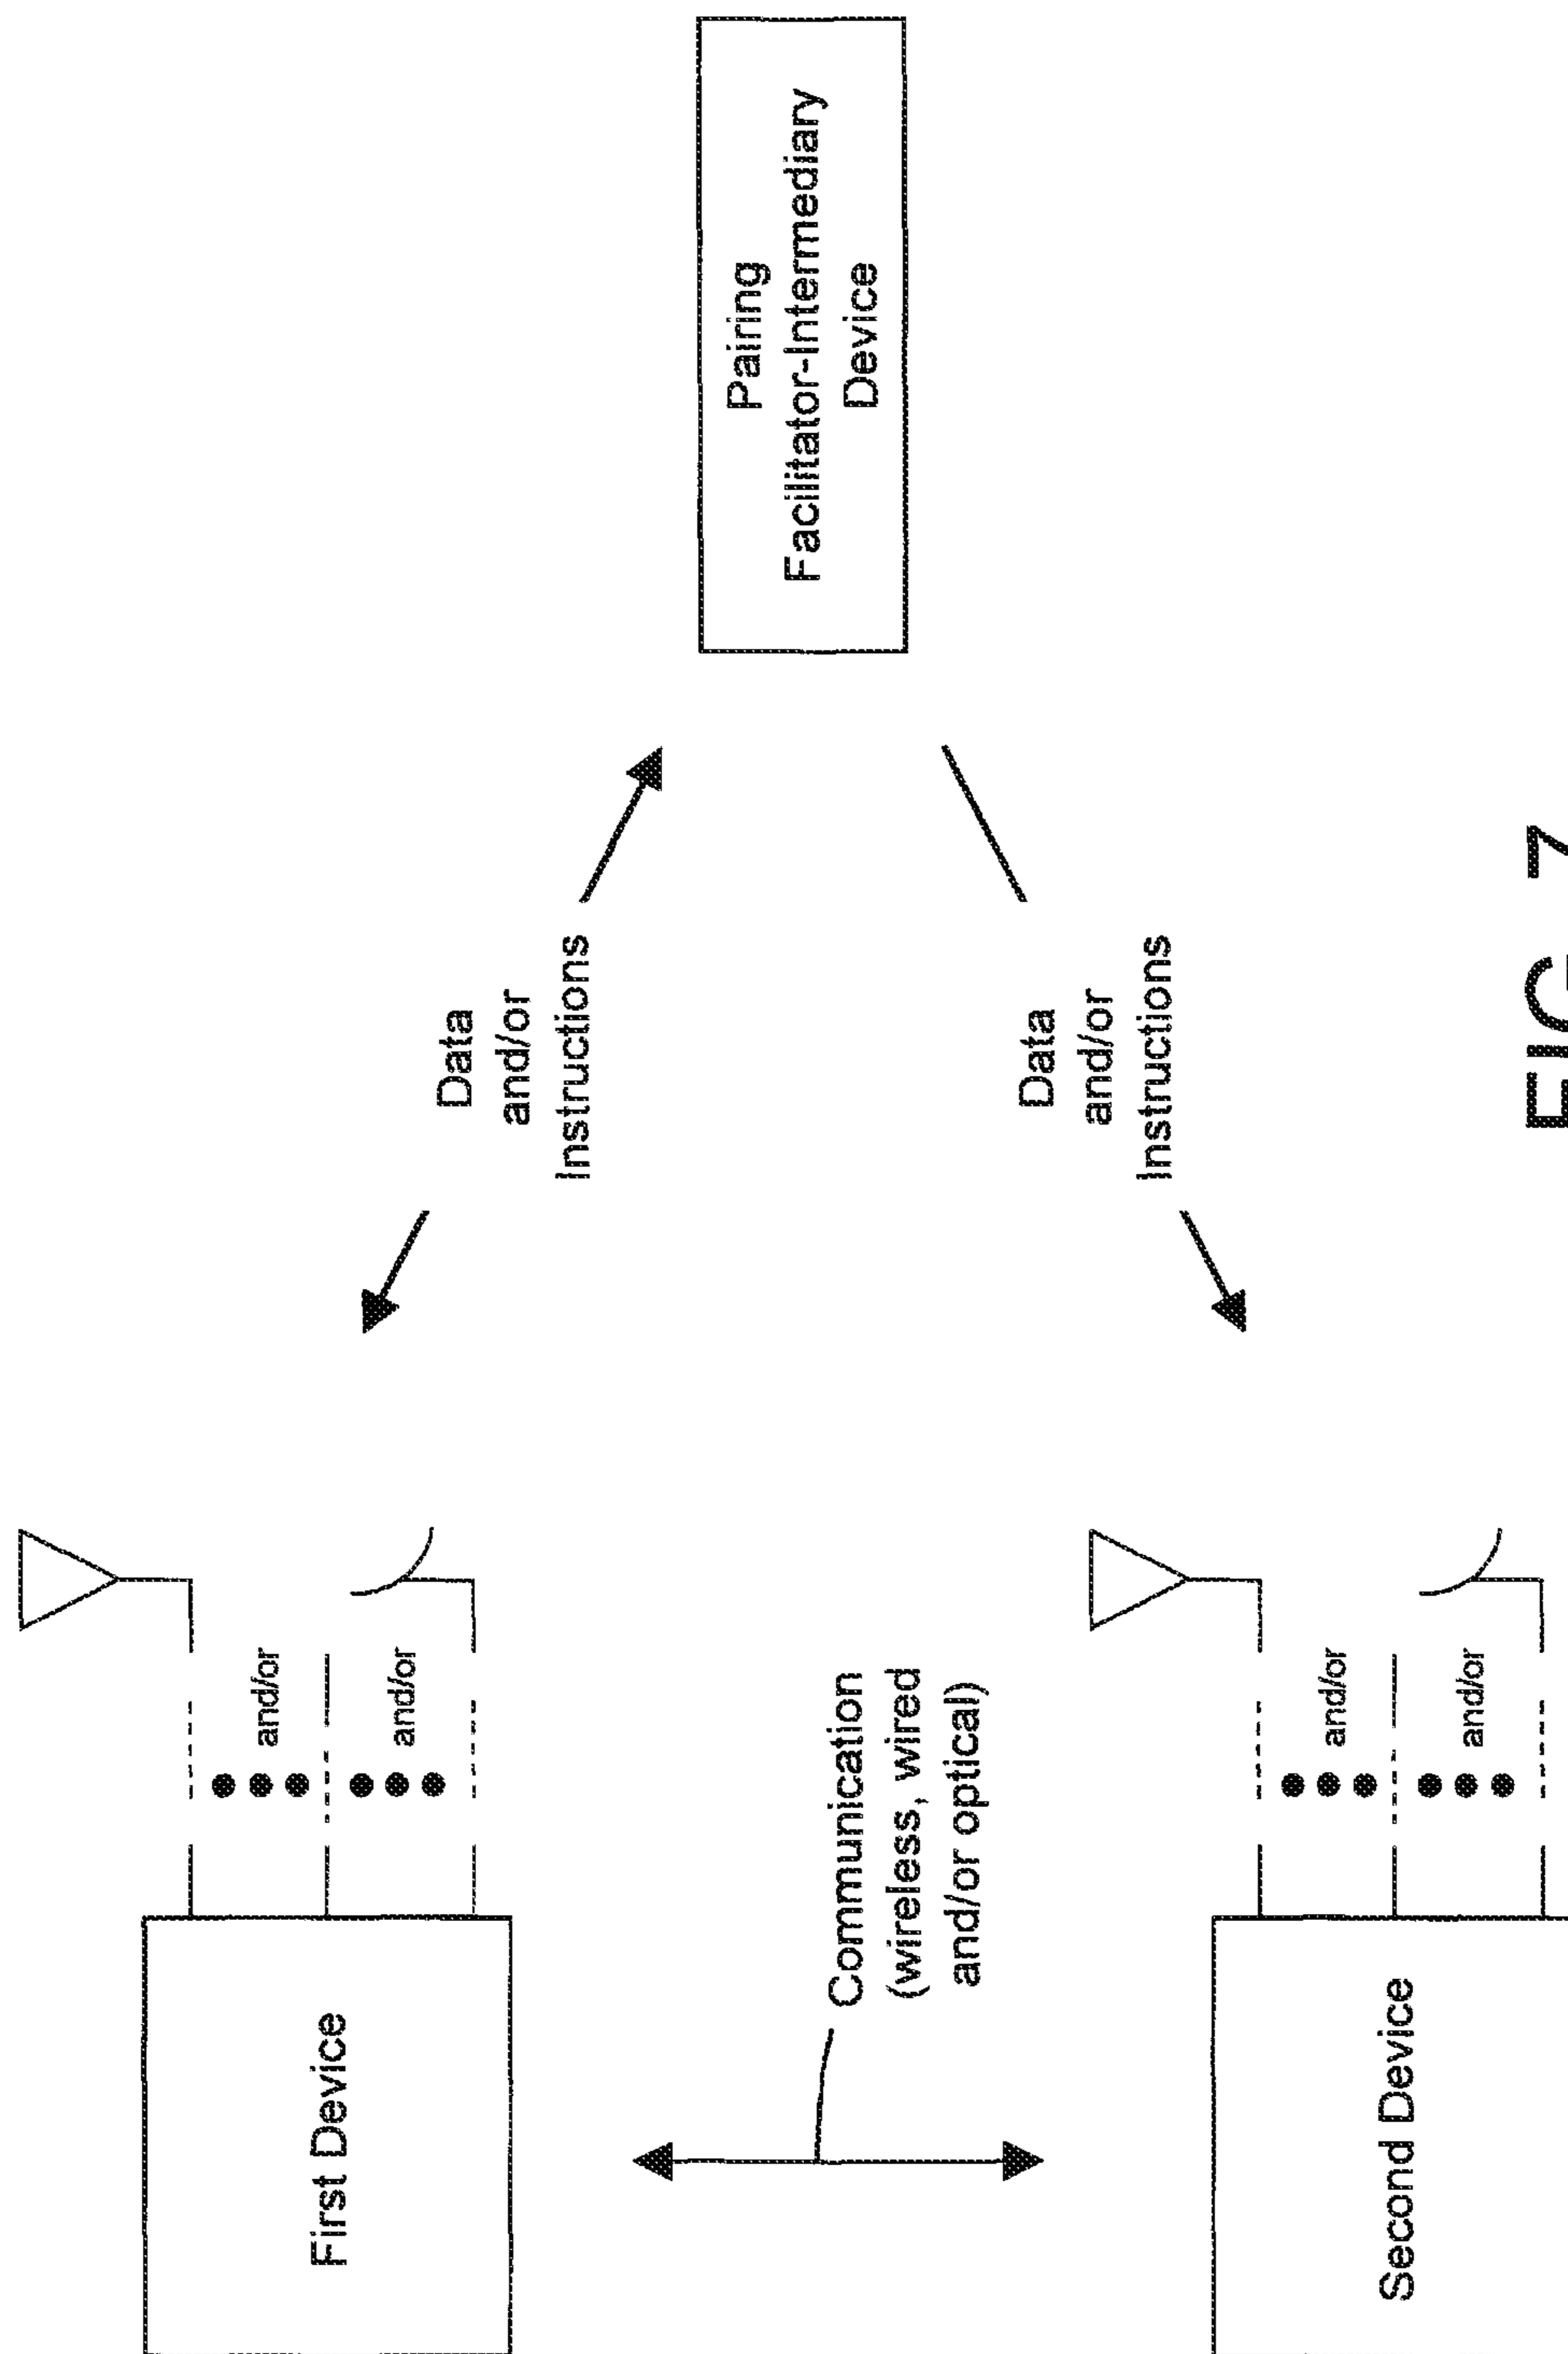 First Device
and/or
and/or
Data
and/or
Instructions
Pairing
Facilitator-Intermediary
Device
Communication
(wireless, wired
and/or optical)
Data
and/or
Instructions
Second Device
and/or
and/or
FIG 7